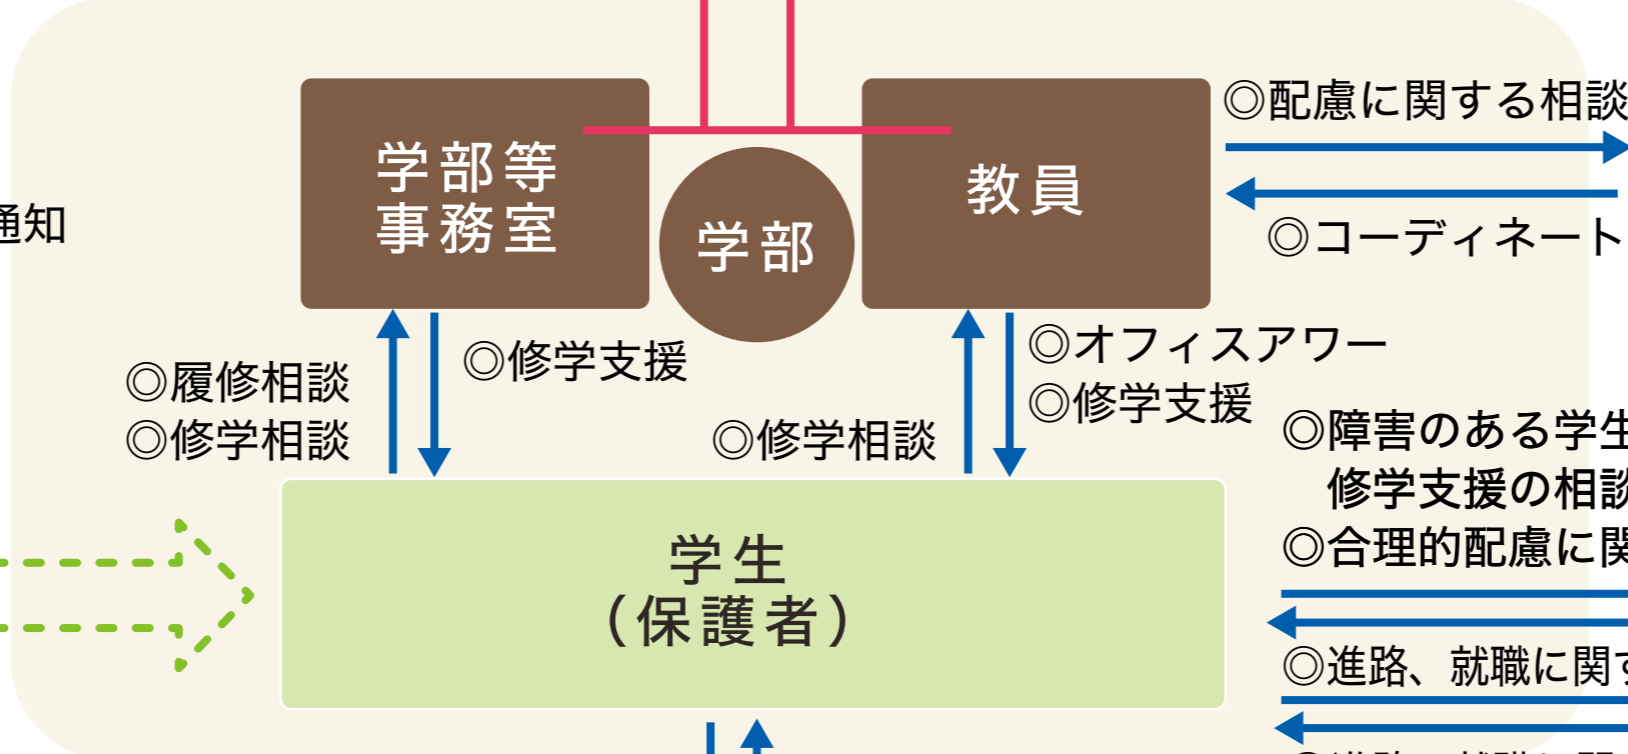 ◎配慮に関する相談
学部等
事務室
教員
通知
学部
◎コーディネート
◎オフィスアワー
◎修学支援
◎履修相談
◎修学支援
◎修学相談
◎修学相談
◎障害のある学生
修学支援の相談
◎合理的配慮に関
学生
（保護者）
◎進路、就職に関す